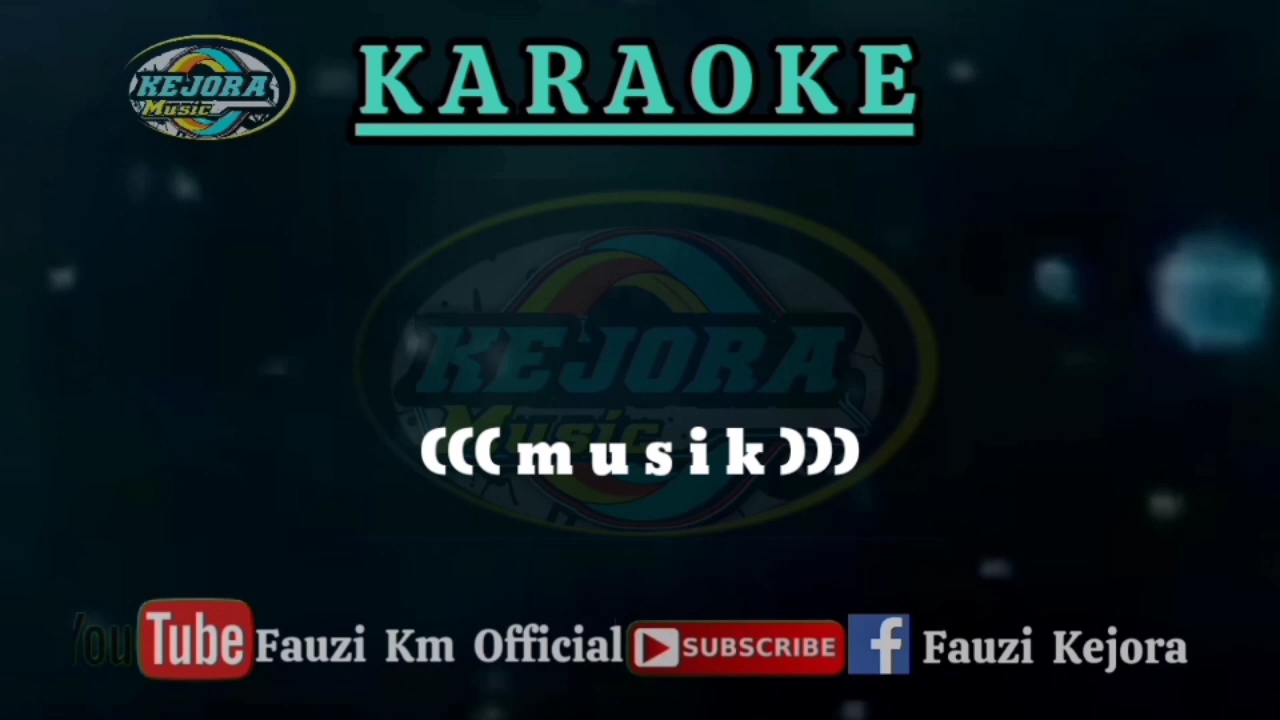 KEJORA
Music
KARAOKE
KEJORA
Music
(((musik)))
YouTube Fauzi Km Official SUBSCRIBE f Fauzi Kejora